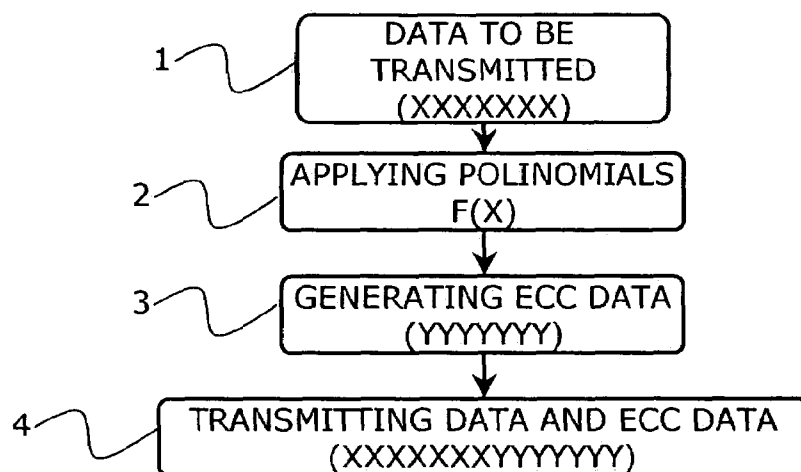 1
DATA TO BE
TRANSMITTED
(XXXXXXX)
2
APPLYING POLINOMIALS
F(X)
3
GENERATING ECC DATA
(YYYYYYY)
4
TRANSMITTING DATA AND ECC DATA
(XXXXXXXYYYYYYY)